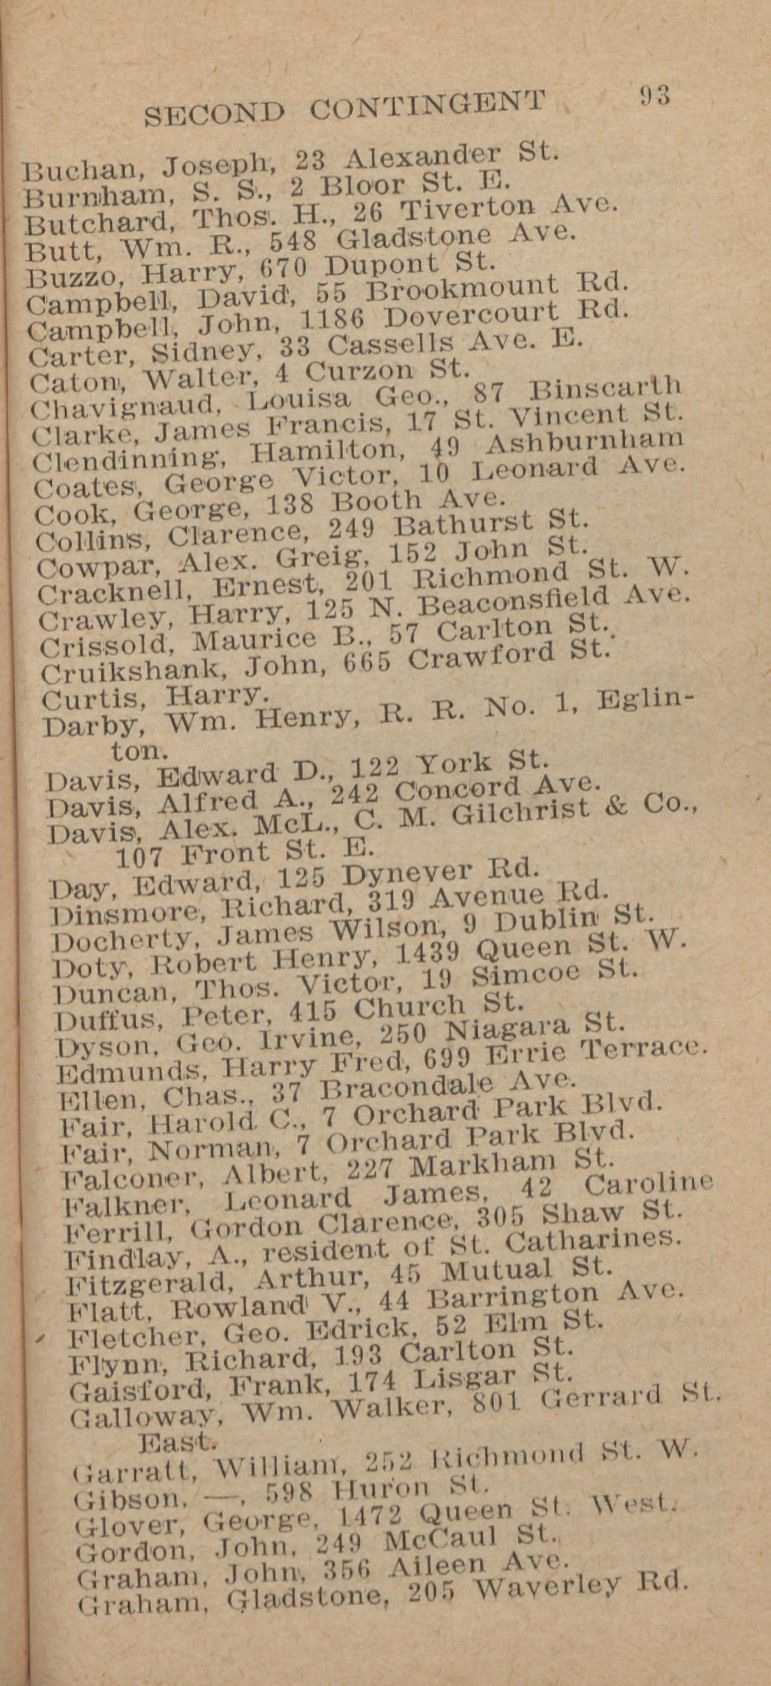 SECOND CONTINGENT 93
Buchan, Joseph, 23 Alexander St.
Burnham, S. S., 2 Bloor St. E.
Butchard, Thos. H., 26 Tiverton Ave.
Butt, Wm. R., 548 Gladstone Ave.
Buzzo, Harry, 670 Dupont St.
Campbell, David, 55 Brookmount Rd.
Campbell, John, 1186 Dovercourt Rd.
Carter, Sidney, 33 Cassells Ave. E.
Caton, Walter, 4 Curzon St.
Chavignaud, Louisa Geo., 87 Binscarth
Clarke, James Francis, 17 St. Vincent St.
Clendinning, Hamilton, 49 Ashburnham
Coates, George Victor, 10 Leonard Ave.
Cook, George, 138 Booth Ave.
Collins, Clarence, 249 Bathurst St.
Cowpar, Alex. Greig, 152 John St.
Cracknell, Ernest, 201 Richmond St. W.
Crawley, Harry, 125 N. Beaconsfield Ave.
Crissold, Maurice B., 57 Carlton St.
Cruikshank, John, 665 Crawford St.
Curtis, Harry.
Darby, Wm. Henry, R. R. No. 1, Eglin-
ton.
Davis, Edward D., 122 York St.
Davis, Alfred A., 242 Concord Ave.
Davis, Alex. McL., C. M. Gilchrist & Co.,
107 Front St. E.
Day, Edward, 125 Dynever Rd.
Dinsmore, Richard, 319 Avenue Rd.
Docherty, James Wilson, 9 Dublin St.
Doty, Robert Henry, 1439 Queen St. W.
Duncan, Thos. Victor, 19 Simcoe St.
Duffus, Peter, 415 Church St.
Dyson, Geo. Irvine, 250 Niagara St.
Edmunds, Harry Fred, 699 Errie Terrace.
Ellen, Chas., 37 Bracondale Ave.
Fair, Harold C., 7 Orchard Park Blvd.
Fair, Norman, 7 Orchard Park Blvd.
Falconer, Albert, 227 Markham St.
Falkner, Leonard James, 42 Caroline
Ferrill, Gordon Clarence, 305 Shaw St.
Findlay, A., resident of St. Catharines.
Fitzgerald, Arthur, 45 Mutual St.
Flatt, Rowland V., 44 Barrington Ave.
Fletcher, Geo. Edrick, 52 Elm St.
Flynn, Richard, 193 Carlton St.
Gaisford, Frank, 174 Lisgar St.
Galloway, Wm. Walker, 801 Gerrard St.
East.
Garratt, William, 252 Richmond St. W.
Gibson, —, 598 Huron St.
Glover, George, 1472 Queen St. West.
Gordon, John, 249 McCaul St.
Graham, John, 356 Aileen Ave.
Graham, Gladstone, 205 Waverley Rd.